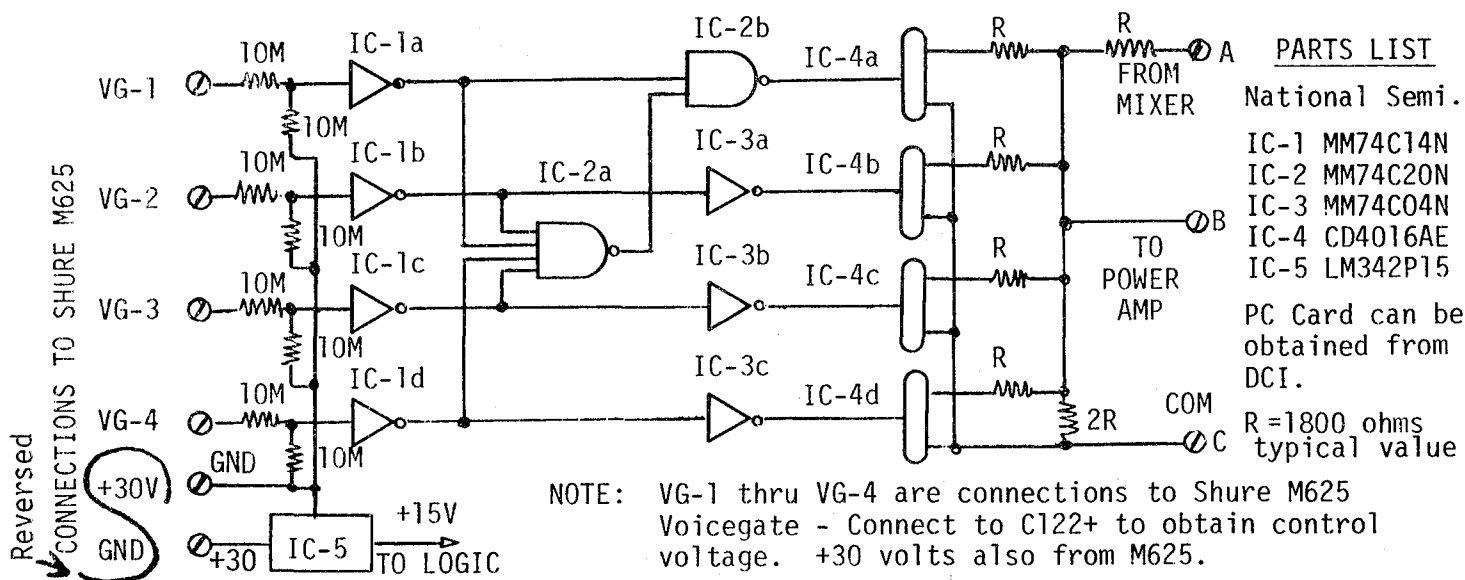 VG-1
10M
IC-1a
10M
IC-2b
IC-4a
R
R
A
FROM
MIXER
VG-2
10M
IC-1b
10M
IC-2a
IC-3a
IC-4b
R
B
TO
POWER
AMP
VG-3
10M
IC-1c
10M
IC-3b
IC-4c
R
VG-4
10M
IC-1d
10M
IC-3c
IC-4d
R
2R
COM
C
CONNECTIONS TO SHURE M625
Reversed
+30V
GND
GND
+30
IC-5
+15V
TO LOGIC
PARTS LIST
National Semi.
IC-1 MM74C14N
IC-2 MM74C20N
IC-3 MM74C04N
IC-4 CD4016AE
IC-5 LM342P15
PC Card can be
obtained from
DCI.
R =1800 ohms
typical value
NOTE: VG-1 thru VG-4 are connections to Shure M625
Voicegate - Connect to C122+ to obtain control
voltage. +30 volts also from M625.